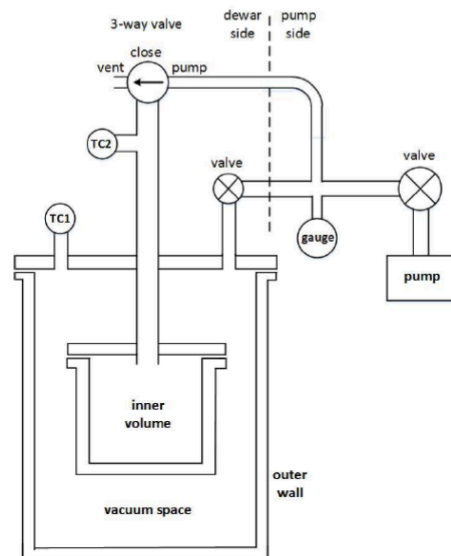 3-way valve
dewar side
pump side
close
vent
pump
TC2
valve
valve
TC1
gauge
pump
inner volume
outer wall
vacuum space